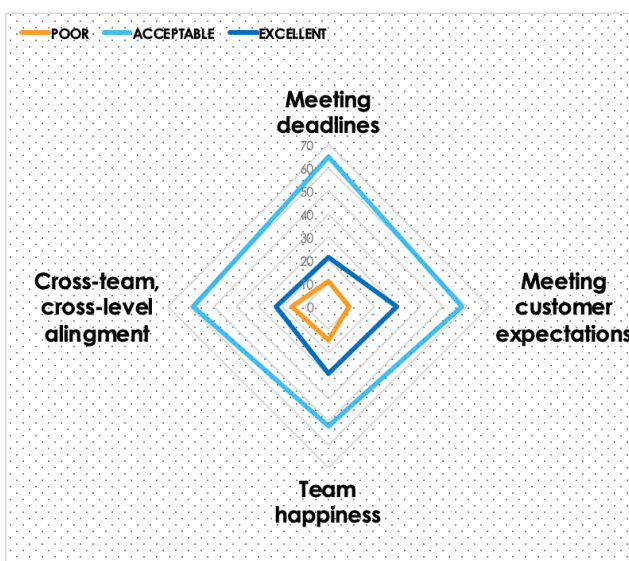 POOR ACCEPTABLE EXCELLENT
Meeting
deadlines
70
60
50
40
30
20
10
0
Cross-team,
cross-level
alingment
Meeting
customer
expectations
Team
happiness